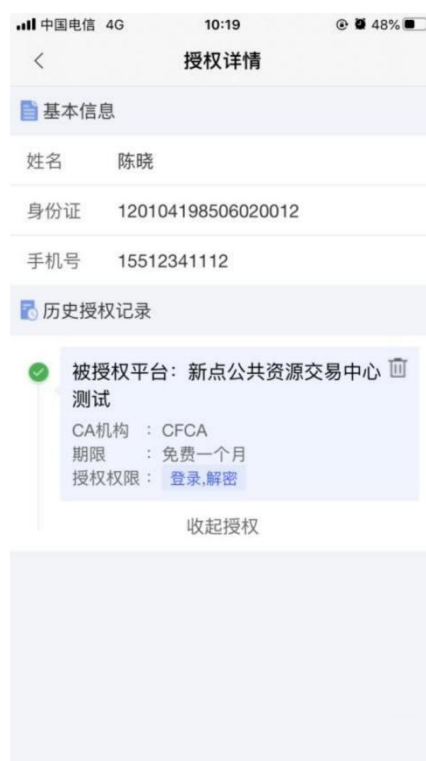 中国电信 4G 10:19 48%
授权详情
基本信息
姓名 陈晓
身份证 120104198506020012
手机号 15512341112
历史授权记录
被授权平台：新点公共资源交易中心
测试
CA机构 : CFCA
期限 : 免费一个月
授权权限 : 登录,解密
收起授权